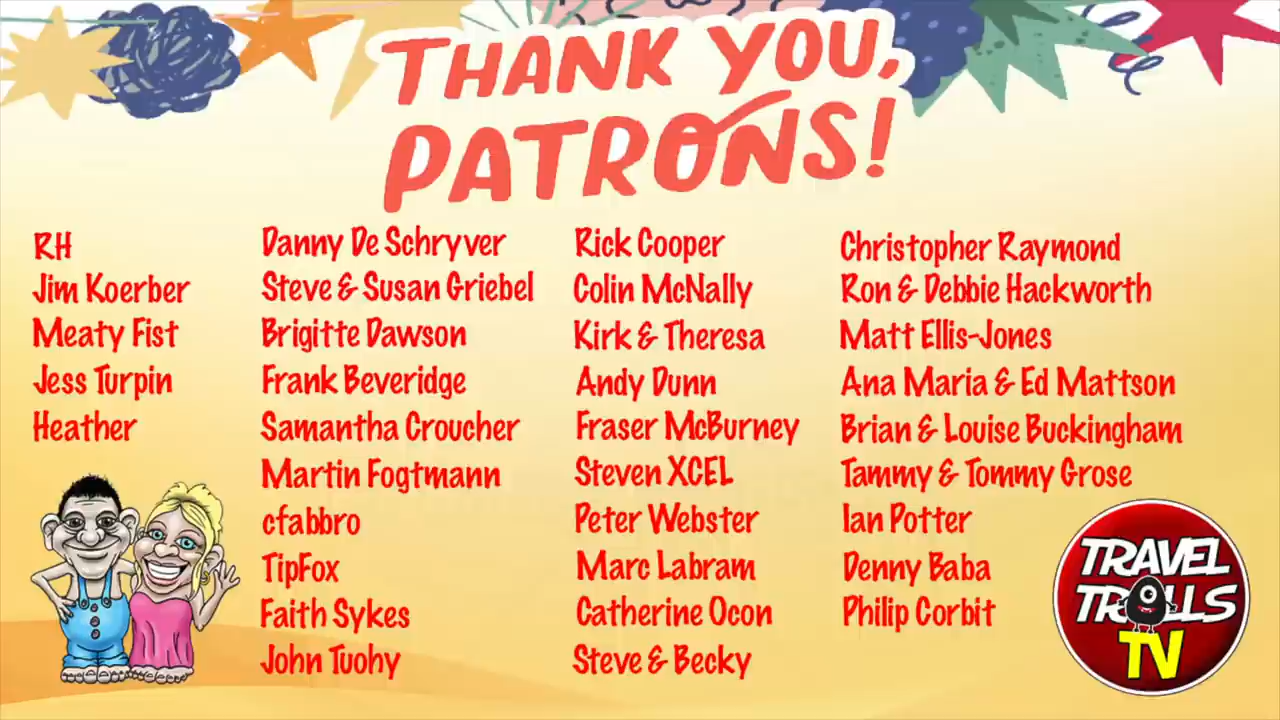 THANK YOU,
PATRONS!
RH
Jim Koerber
Meaty Fist
Jess Turpin
Heather
Danny De Schryver
Steve & Susan Griebel
Brigitte Dawson
Frank Beveridge
Samantha Croucher
Martin Fogtmann
cfabbro
TipFox
Faith Sykes
John Tuohy
Rick Cooper
Colin McNally
Kirk & Theresa
Andy Dunn
Fraser McBurney
Steven XCEL
Peter Webster
Marc Labram
Catherine Ocon
Steve & Becky
Christopher Raymond
Ron & Debbie Hackworth
Matt Ellis-Jones
Ana Maria & Ed Mattson
Brian & Louise Buckingham
Tammy & Tommy Grose
Ian Potter
Denny Baba
Philip Corbit
TRAVEL
TROLLS
TV